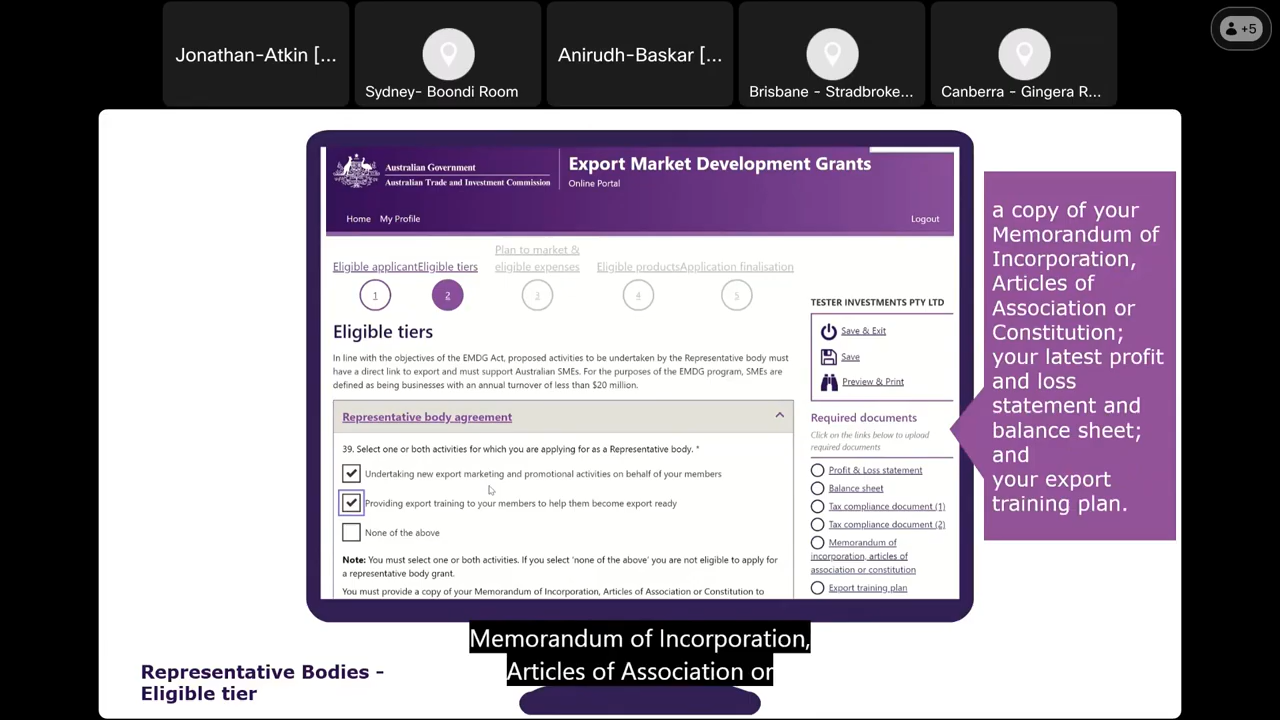 Jonathan-Atkin [...
Sydney- Boondi Room
Anirudh-Baskar [...
Brisbane - Stradbroke...
Canberra - Gingera R...
+5
Australian Government
Australian Trade and Investment Commission
Export Market Development Grants
Online Portal
Home My Profile
Logout
Eligible applicant
1
Eligible tiers
2
Plan to market &
eligible expenses
3
Eligible products
4
Application finalisation
5
Eligible tiers
In line with the objectives of the EMDG Act, proposed activities to be undertaken by the Representative body must
have a direct link to export and must support Australian SMEs. For the purposes of the EMDG program, SMEs are
defined as being businesses with an annual turnover of less than $20 million.
Representative body agreement
39. Select one or both activities for which you are applying for as a Representative body. *
Undertaking new export marketing and promotional activities on behalf of your members
Providing export training to your members to help them become export ready
None of the above
Note: You must select one or both activities. If you select 'none of the above' you are not eligible to apply for
a representative body grant.
You must provide a copy of your Memorandum of Incorporation, Articles of Association or Constitution to
TESTER INVESTMENTS PTY LTD
Save & Exit
Save
Preview & Print
Required documents
Click on the links below to upload
required documents
Profit & Loss statement
Balance sheet
Tax compliance document (1)
Tax compliance document (2)
Memorandum of
incorporation, articles of
association or constitution
Export training plan
a copy of your
Memorandum of
Incorporation,
Articles of
Association or
Constitution;
your latest profit
and loss
statement and
balance sheet;
and
your export
training plan.
Memorandum of Incorporation,
Articles of Association or
Representative Bodies -
Eligible tier